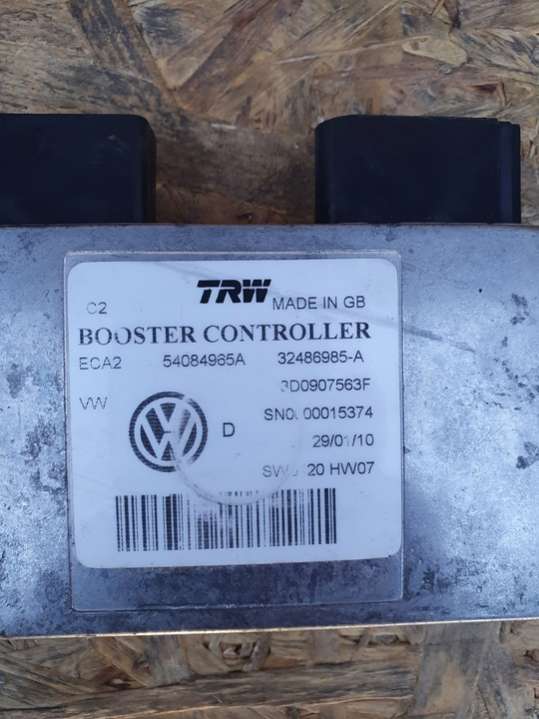 TRW MADE IN GB
C2
BOOSTER CONTROLLER
ECA2 54084965A 32486985-A
3D0907563F
VW D 00015374
29/01/10
20 HW07